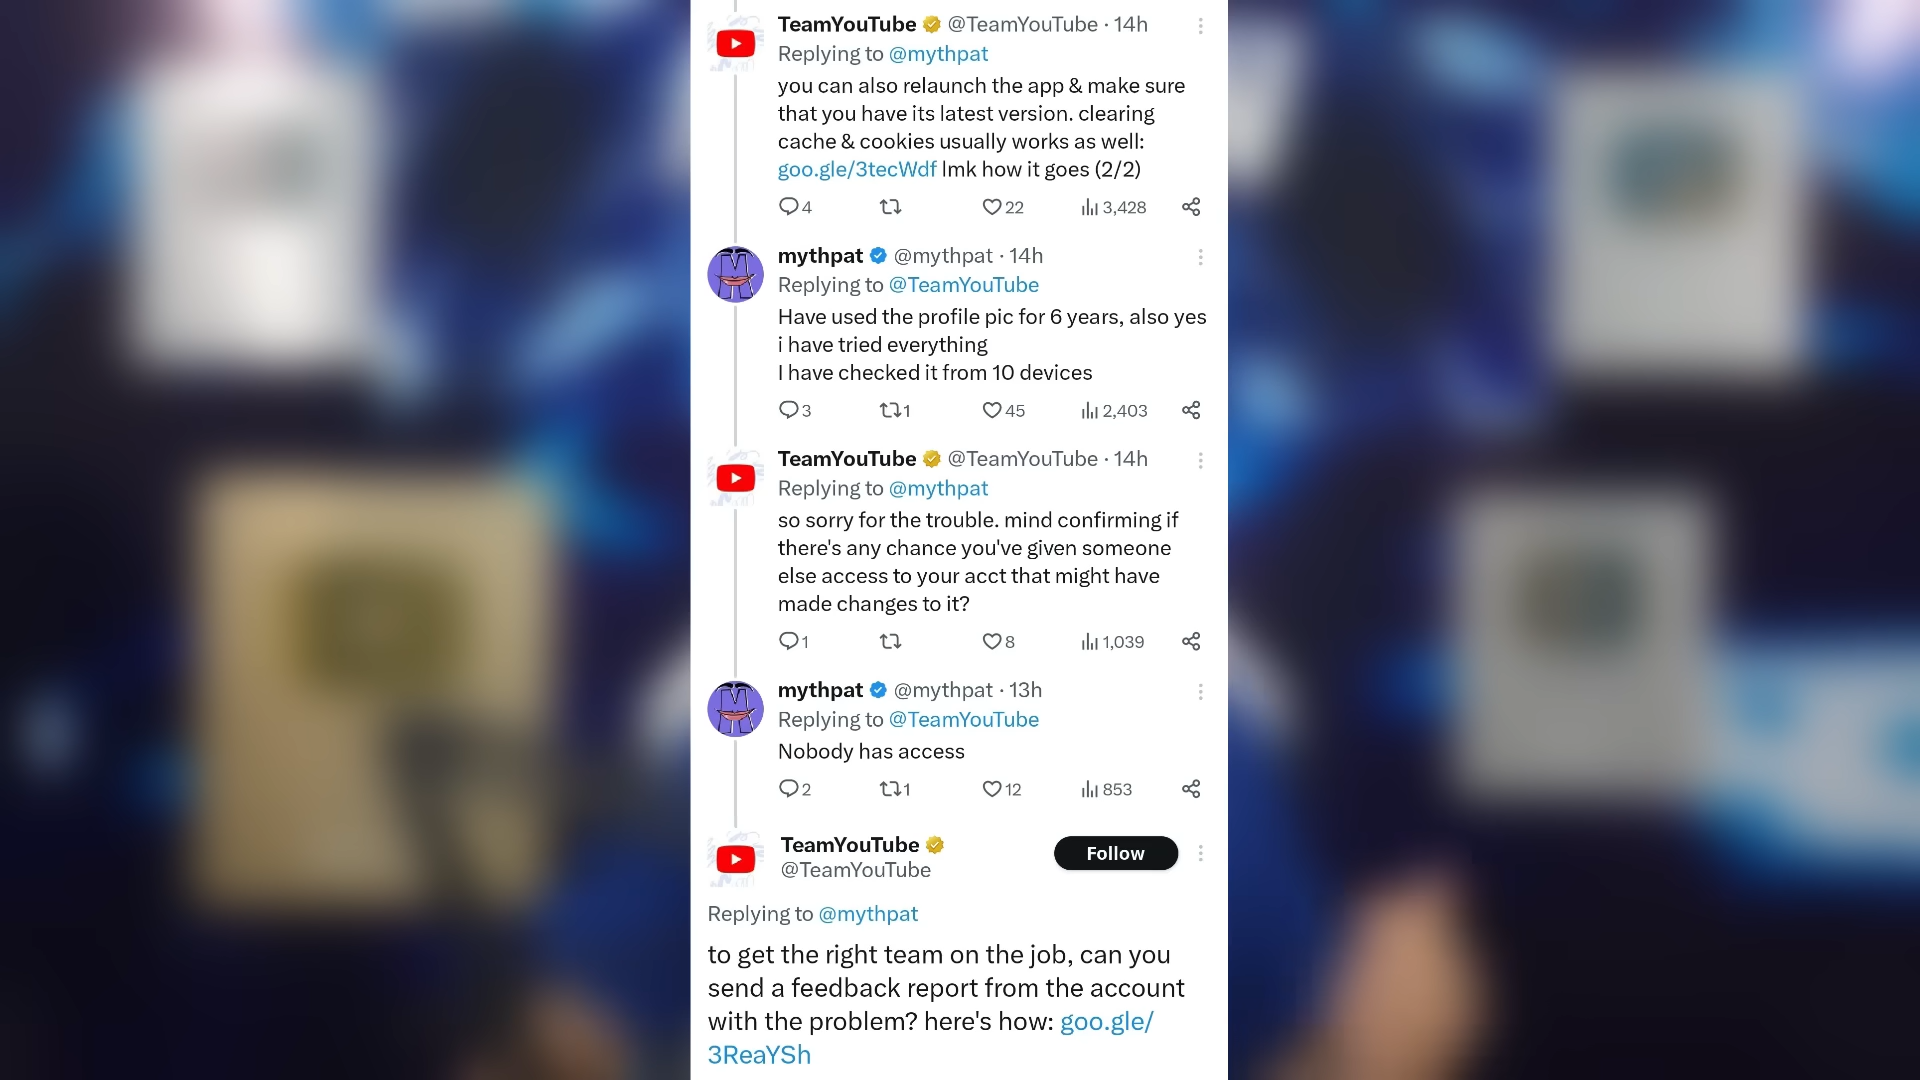 TeamYouTube @TeamYouTube · 14h
Replying to @mythpat
you can also relaunch the app & make sure
that you have its latest version. clearing
cache & cookies usually works as well:
goo.gle/3tecWdf lmk how it goes (2/2)
4 22 3,428
mythpat @mythpat · 14h
Replying to @TeamYouTube
Have used the profile pic for 6 years, also yes
i have tried everything
I have checked it from 10 devices
3 1 45 2,403
TeamYouTube @TeamYouTube · 14h
Replying to @mythpat
so sorry for the trouble. mind confirming if
there's any chance you've given someone
else access to your acct that might have
made changes to it?
1 8 1,039
mythpat @mythpat · 13h
Replying to @TeamYouTube
Nobody has access
2 1 12 853
TeamYouTube
@TeamYouTube
Follow
Replying to @mythpat
to get the right team on the job, can you
send a feedback report from the account
with the problem? here's how: goo.gle/
3ReaYSh